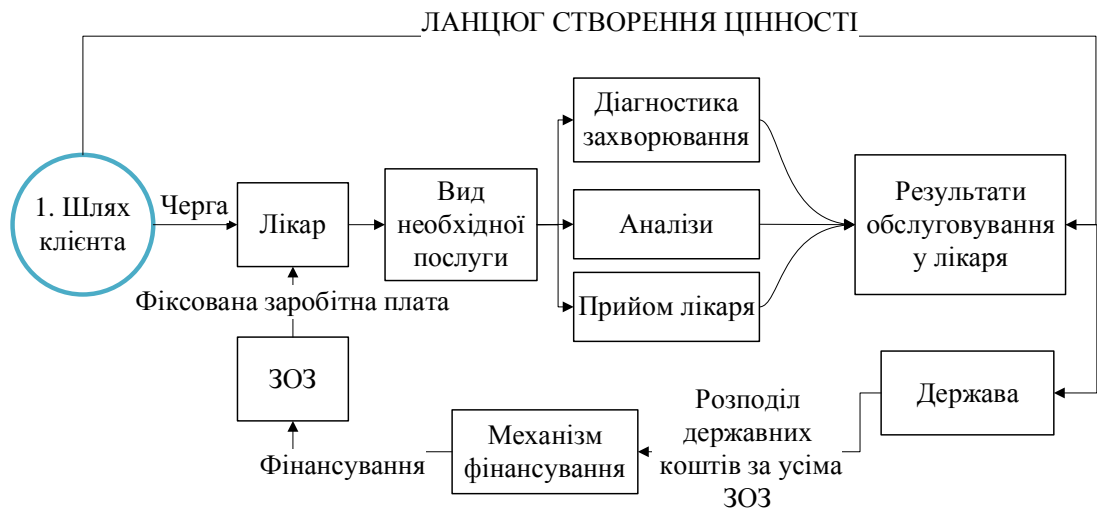 ЛАНЦЮГ СТВОРЕННЯ ЦІННОСТІ
1. Шлях
клієнта
Черга
Лікар
Вид
необхідної
послуги
Діагностика
захворювання
Аналізи
Прийом лікаря
Результати
обслуговування
у лікаря
Фіксована заробітна плата
ЗОЗ
Фінансування
Механізм
фінансування
Розподіл
державних
коштів за усіма
ЗОЗ
Держава